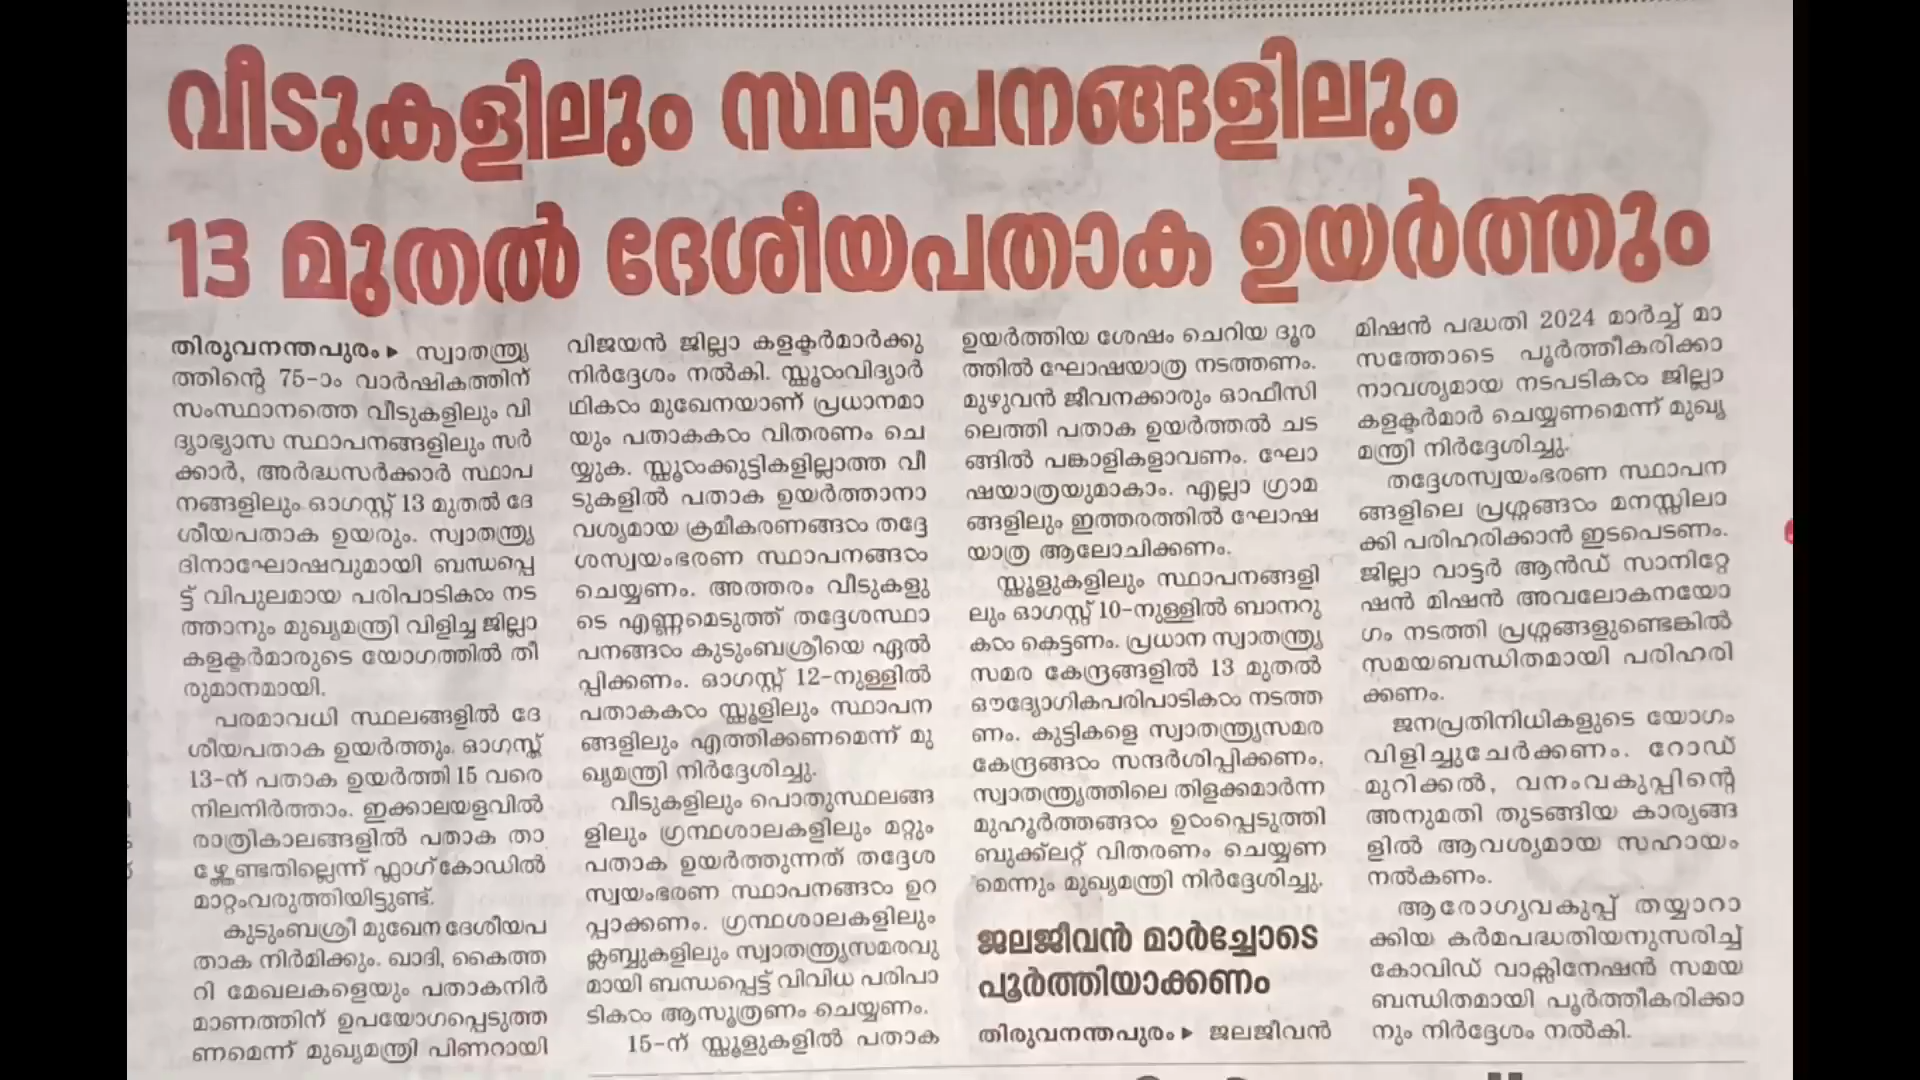 വീടുകളിലും സ്ഥാപനങ്ങളിലും
13 മുതൽ ദേശീയപതാക ഉയർത്തും
തിരുവനന്തപുരം ▸ സ്വാതന്ത്ര്യ
ത്തിന്റെ 75-ാം വാർഷികത്തിന്
സംസ്ഥാനത്തെ വീടുകളിലും വി
ദ്യാഭ്യാസ സ്ഥാപനങ്ങളിലും സർ
ക്കാർ, അർദ്ധസർക്കാർ സ്ഥാപ
നങ്ങളിലും ഓഗസ്റ്റ് 13 മുതൽ ദേ
ശീയപതാക ഉയരും. സ്വാതന്ത്ര്യ
ദിനാഘോഷവുമായി ബന്ധപ്പെ
ട്ട് വിപുലമായ പരിപാടികൾ നട
ത്താനും മുഖ്യമന്ത്രി വിളിച്ച ജില്ലാ
കളക്ടർമാരുടെ യോഗത്തിൽ തീ
രുമാനമായി.
പരമാവധി സ്ഥലങ്ങളിൽ ദേ
ശീയപതാക ഉയർത്തും. ഓഗസ്റ്റ്
13-ന് പതാക ഉയർത്തി 15 വരെ
നിലനിർത്താം. ഇക്കാലയളവിൽ
രാത്രികാലങ്ങളിൽ പതാക താ
ഴ്ത്തേണ്ടതില്ലെന്ന് ഫ്ലാഗ് കോഡിൽ
മാറ്റംവരുത്തിയിട്ടുണ്ട്.
കുടുംബശ്രീ മുഖേന ദേശീയപ
താക നിർമിക്കും. ഖാദി, കൈത്ത
റി മേഖലകളെയും പതാകനിർ
മാണത്തിന് ഉപയോഗപ്പെടുത്ത
ണമെന്ന് മുഖ്യമന്ത്രി പിണറായി
വിജയൻ ജില്ലാ കളക്ടർമാർക്കു
നിർദ്ദേശം നൽകി. സ്കൂൾവിദ്യാർ
ഥികൾ മുഖേനയാണ് പ്രധാനമാ
യും പതാകകൾ വിതരണം ചെ
യ്യുക. സ്കൂൾക്കുട്ടികളില്ലാത്ത വീ
ടുകളിൽ പതാക ഉയർത്താനാ
വശ്യമായ ക്രമീകരണങ്ങൾ തദ്ദേ
ശസ്വയംഭരണ സ്ഥാപനങ്ങൾ
ചെയ്യണം. അത്തരം വീടുകളു
ടെ എണ്ണമെടുത്ത് തദ്ദേശസ്ഥാ
പനങ്ങൾ കുടുംബശ്രീയെ ഏൽ
പ്പിക്കണം. ഓഗസ്റ്റ് 12-നുള്ളിൽ
പതാകകൾ സ്കൂളിലും സ്ഥാപന
ങ്ങളിലും എത്തിക്കണമെന്ന് മു
ഖ്യമന്ത്രി നിർദ്ദേശിച്ചു.
വീടുകളിലും പൊതുസ്ഥലങ്ങ
ളിലും ഗ്രന്ഥശാലകളിലും മറ്റും
പതാക ഉയർത്തുന്നത് തദ്ദേശ
സ്വയംഭരണ സ്ഥാപനങ്ങൾ ഉറ
പ്പാക്കണം. ഗ്രന്ഥശാലകളിലും
ക്ലബ്ബുകളിലും സ്വാതന്ത്ര്യസമരവു
മായി ബന്ധപ്പെട്ട് വിവിധ പരിപാ
ടികൾ ആസൂത്രണം ചെയ്യണം.
15-ന് സ്കൂളുകളിൽ പതാക
ഉയർത്തിയ ശേഷം ചെറിയ ദൂര
ത്തിൽ ഘോഷയാത്ര നടത്തണം.
മുഴുവൻ ജീവനക്കാരും ഓഫീസി
ലെത്തി പതാക ഉയർത്തൽ ചട
ങ്ങിൽ പങ്കാളികളാവണം. ഘോ
ഷയാത്രയുമാകാം. എല്ലാ ഗ്രാമ
ങ്ങളിലും ഇത്തരത്തിൽ ഘോഷ
യാത്ര ആലോചിക്കണം.
സ്കൂളുകളിലും സ്ഥാപനങ്ങളി
ലും ഓഗസ്റ്റ് 10-നുള്ളിൽ ബാനറു
കൾ കെട്ടണം. പ്രധാന സ്വാതന്ത്ര്യ
സമര കേന്ദ്രങ്ങളിൽ 13 മുതൽ
ഔദ്യോഗികപരിപാടികൾ നടത്ത
ണം. കുട്ടികളെ സ്വാതന്ത്ര്യസമര
കേന്ദ്രങ്ങൾ സന്ദർശിപ്പിക്കണം.
സ്വാതന്ത്ര്യത്തിലെ തിളക്കമാർന്ന
മുഹൂർത്തങ്ങൾ ഉൾപ്പെടുത്തി
ബുക്ക്‌ലറ്റ് വിതരണം ചെയ്യണ
മെന്നും മുഖ്യമന്ത്രി നിർദ്ദേശിച്ചു.
ജലജീവൻ മാർച്ചോടെ
പൂർത്തിയാക്കണം
തിരുവനന്തപുരം ▸ ജലജീവൻ
മിഷൻ പദ്ധതി 2024 മാർച്ച് മാ
സത്തോടെ പൂർത്തീകരിക്കാ
നാവശ്യമായ നടപടികൾ ജില്ലാ
കളക്ടർമാർ ചെയ്യണമെന്ന് മുഖ്യ
മന്ത്രി നിർദ്ദേശിച്ചു.
തദ്ദേശസ്വയംഭരണ സ്ഥാപന
ങ്ങളിലെ പ്രശ്നങ്ങൾ മനസ്സിലാ
ക്കി പരിഹരിക്കാൻ ഇടപെടണം.
ജില്ലാ വാട്ടർ ആൻഡ് സാനിറ്റേ
ഷൻ മിഷൻ അവലോകനയോ
ഗം നടത്തി പ്രശ്നങ്ങളുണ്ടെങ്കിൽ
സമയബന്ധിതമായി പരിഹരി
ക്കണം.
ജനപ്രതിനിധികളുടെ യോഗം
വിളിച്ചുചേർക്കണം. റോഡ്
മുറിക്കൽ, വനംവകുപ്പിന്റെ
അനുമതി തുടങ്ങിയ കാര്യങ്ങ
ളിൽ ആവശ്യമായ സഹായം
നൽകണം.
ആരോഗ്യവകുപ്പ് തയ്യാറാ
ക്കിയ കർമപദ്ധതിയനുസരിച്ച്
കോവിഡ് വാക്സിനേഷൻ സമയ
ബന്ധിതമായി പൂർത്തീകരിക്കാ
നും നിർദ്ദേശം നൽകി.